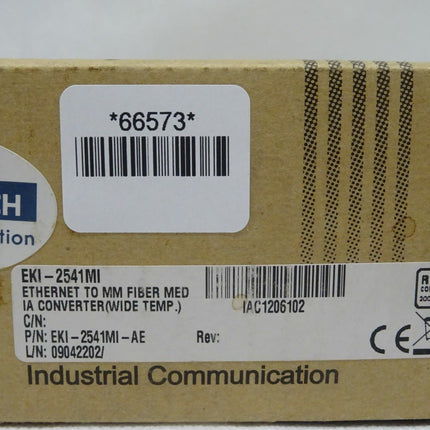 *66573*
CH
tion
EKI-2541MI
ETHERNET TO MM FIBER MED
IA CONVERTER(WIDE TEMP.)
IAC1206102
C/N:
P/N: EKI-2541MI-AE Rev:
L/N: 09042202/
CE
Industrial Communication